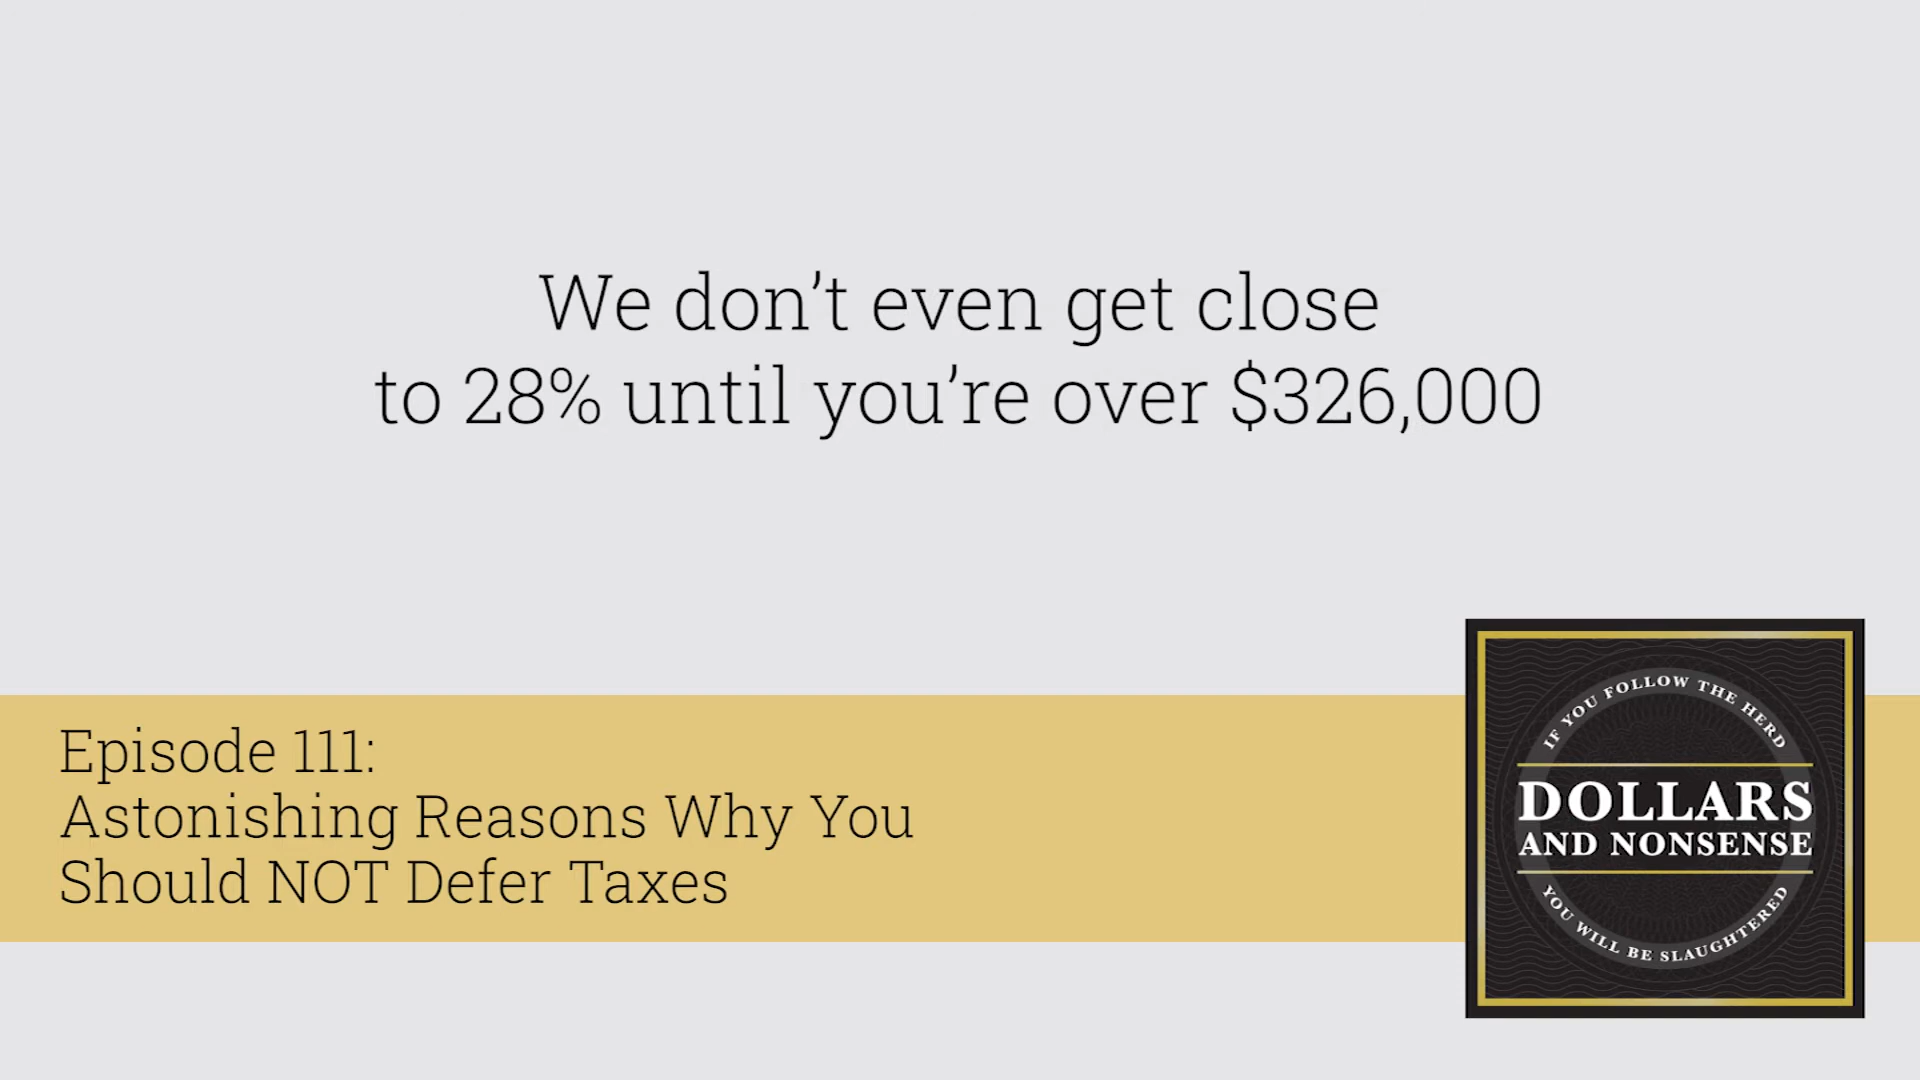 We don’t even get close
to 28% until you’re over $326,000
Episode 111:
Astonishing Reasons Why You
Should NOT Defer Taxes
IF YOU FOLLOW THE HERD
DOLLARS
AND NONSENSE
YOU WILL BE SLAUGHTERED